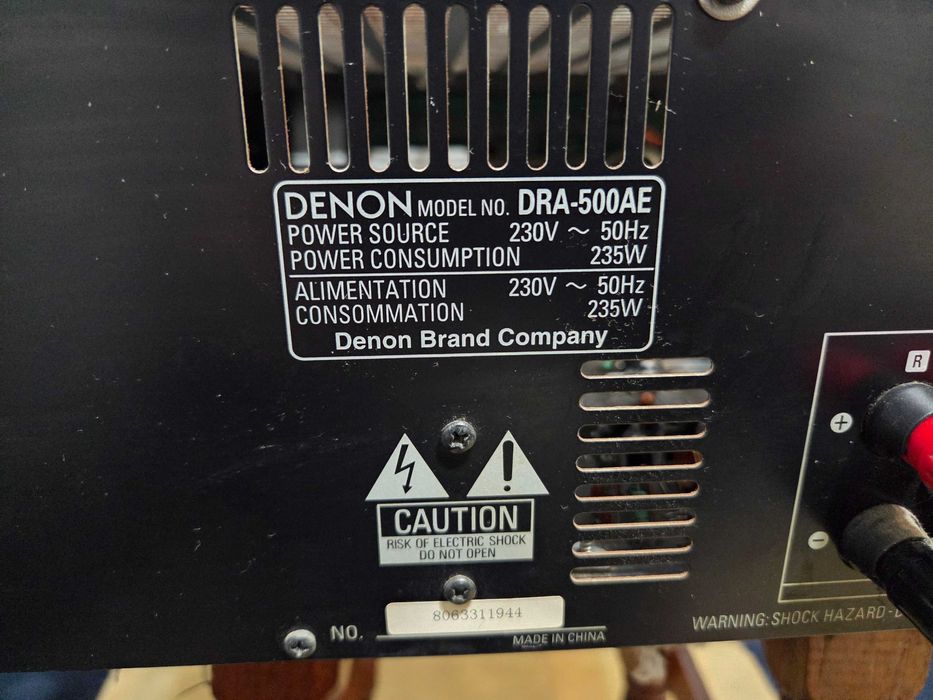 DENON MODEL NO. DRA-500AE
POWER SOURCE 230V ~ 50Hz
POWER CONSUMPTION 235W
ALIMENTATION 230V ~ 50Hz
CONSOMMATION 235W
Denon Brand Company
R
+
−
CAUTION
RISK OF ELECTRIC SHOCK
DO NOT OPEN
NO. 8063311944
MADE IN CHINA
WARNING: SHOCK HAZARD -